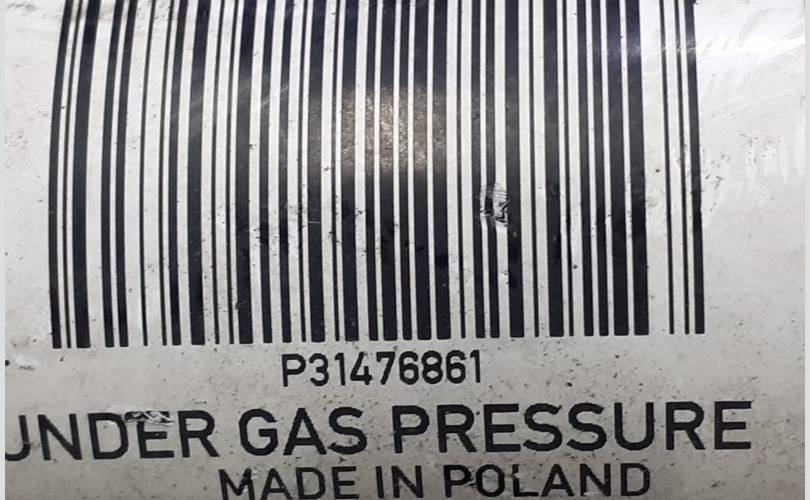 P31476861
UNDER GAS PRESSURE
MADE IN POLAND